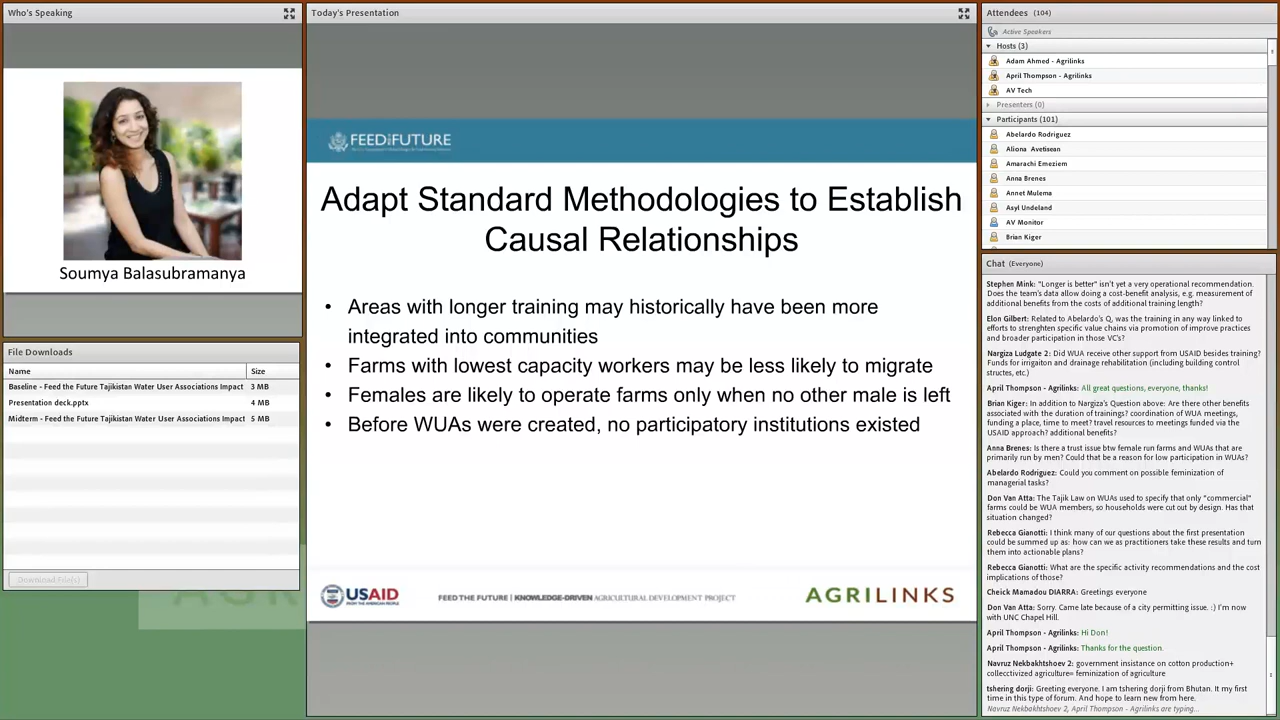 Who's Speaking
Soumya Balasubramanya
File Downloads
Name Size
Baseline - Feed the Future Tajikistan Water User Associations Impact 3 MB
Presentation deck.pptx 4 MB
Midterm - Feed the Future Tajikistan Water User Associations Impact 5 MB
Download File(s)
Today's Presentation
FEED THE FUTURE
Adapt Standard Methodologies to Establish
Causal Relationships
• Areas with longer training may historically have been more
integrated into communities
• Farms with lowest capacity workers may be less likely to migrate
• Females are likely to operate farms only when no other male is left
• Before WUAs were created, no participatory institutions existed
USAID
FROM THE AMERICAN PEOPLE
FEED THE FUTURE | KNOWLEDGE-DRIVEN AGRICULTURAL DEVELOPMENT PROJECT
AGRILINKS
Attendees (104)
Active Speakers
Hosts (3)
Adam Ahmed - Agrilinks
April Thompson - Agrilinks
AV Tech
Presenters (0)
Participants (101)
Abelardo Rodriguez
Aliona Avetisean
Amarachi Emeziem
Anna Brenes
Annet Mulema
Asyl Undeland
AV Monitor
Brian Kiger
Chat (Everyone)
Stephen Mink: "Longer is better" isn't yet a very operational recommendation.
Does the team's data allow doing a cost-benefit analysis, e.g. measurement of
additional benefits from the costs of additional training length?
Elon Gilbert: Related to Abelardo's Q, was the training in any way linked to
efforts to strenghten specific value chains via promotion of improve practices
and broader participation in those VC's?
Nargiza Ludgate 2: Did WUA receive other support from USAID besides training?
Funds for irrigaiton and drenage rehabilitation (including building control
structes, etc.)
April Thompson - Agrilinks: All great questions, everyone, thanks!
Brian Kiger: In addition to Nargiza's Question above: Are there other benefits
associated with the duration of trainings? coordination of WUA meetings,
funding a place, time to meet? travel resources to meetings funded via the
USAID approach? additional benefits?
Anna Brenes: Is there a trust issue btw female run farms and WUAs that are
primarily run by men? Could that be a reason for low participation in WUAs?
Abelardo Rodriguez: Could you comment on possible feminization of
managerial tasks?
Don Van Atta: The Tajik Law on WUAs used to specify that only "commercial"
farms could be WUA members, so households were cut out by design. Has that
situation changed?
Rebecca Gianotti: I think many of our questions about the first presentation
could be summed up as: how can we as practitioners take these results and turn
them into actionable plans?
Rebecca Gianotti: What are the specific activity recommendations and the cost
implications of those?
Cheick Mamadou DIARRA: Greetings everyone
Don Van Atta: Sorry. Came late because of a city permitting issue. :) I'm now
with UNC Chapel Hill.
April Thompson - Agrilinks: Hi Don!
April Thompson - Agrilinks: Thanks for the question.
Navruz Nekbakhtshoev 2: government insistance on cotton production+
collecctivized agriculture= feminization of agriculture
tshering dorji: Greeting everyone. I am tshering dorji from Bhutan. It my first
time in this type of forum. And hope to learn new from here.
Navruz Nekbakhtshoev 2, April Thompson - Agrilinks are typing...